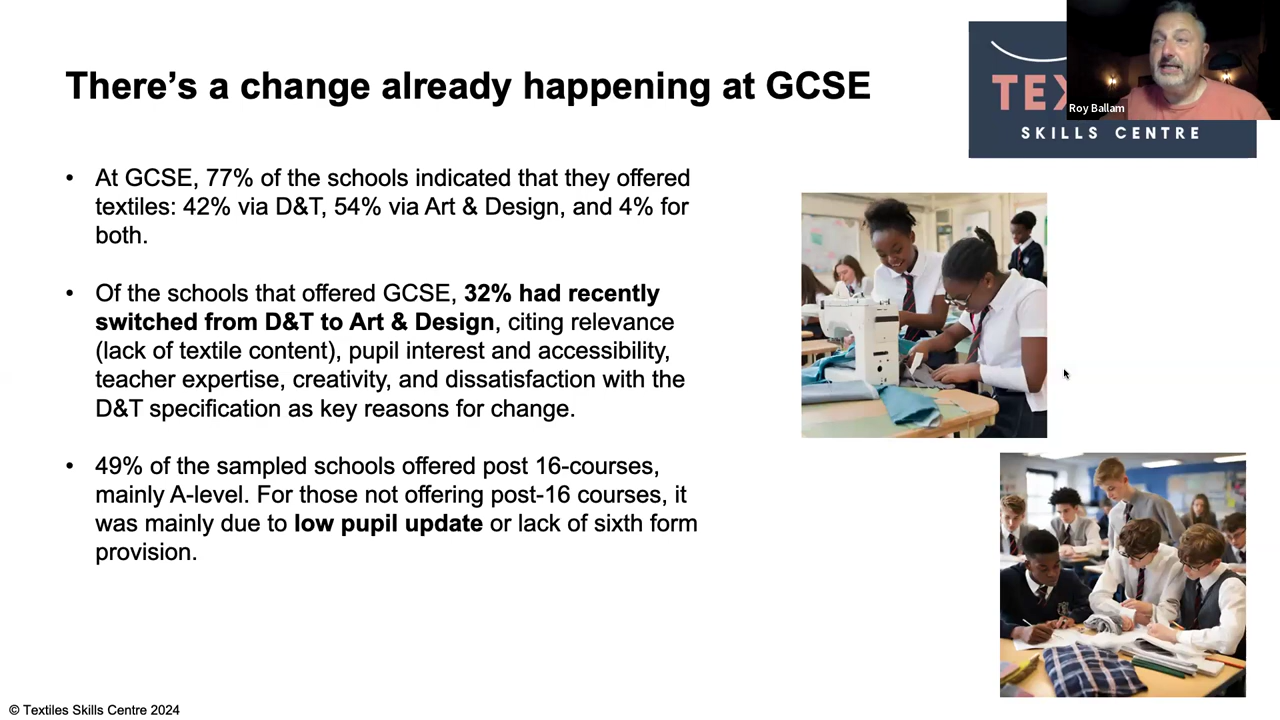 There's a change already happening at GCSE
TEX
SKILLS CENTRE
Roy Ballam
• At GCSE, 77% of the schools indicated that they offered
textiles: 42% via D&T, 54% via Art & Design, and 4% for
both.
• Of the schools that offered GCSE, 32% had recently
switched from D&T to Art & Design, citing relevance
(lack of textile content), pupil interest and accessibility,
teacher expertise, creativity, and dissatisfaction with the
D&T specification as key reasons for change.
• 49% of the sampled schools offered post 16-courses,
mainly A-level. For those not offering post-16 courses, it
was mainly due to low pupil update or lack of sixth form
provision.
© Textiles Skills Centre 2024